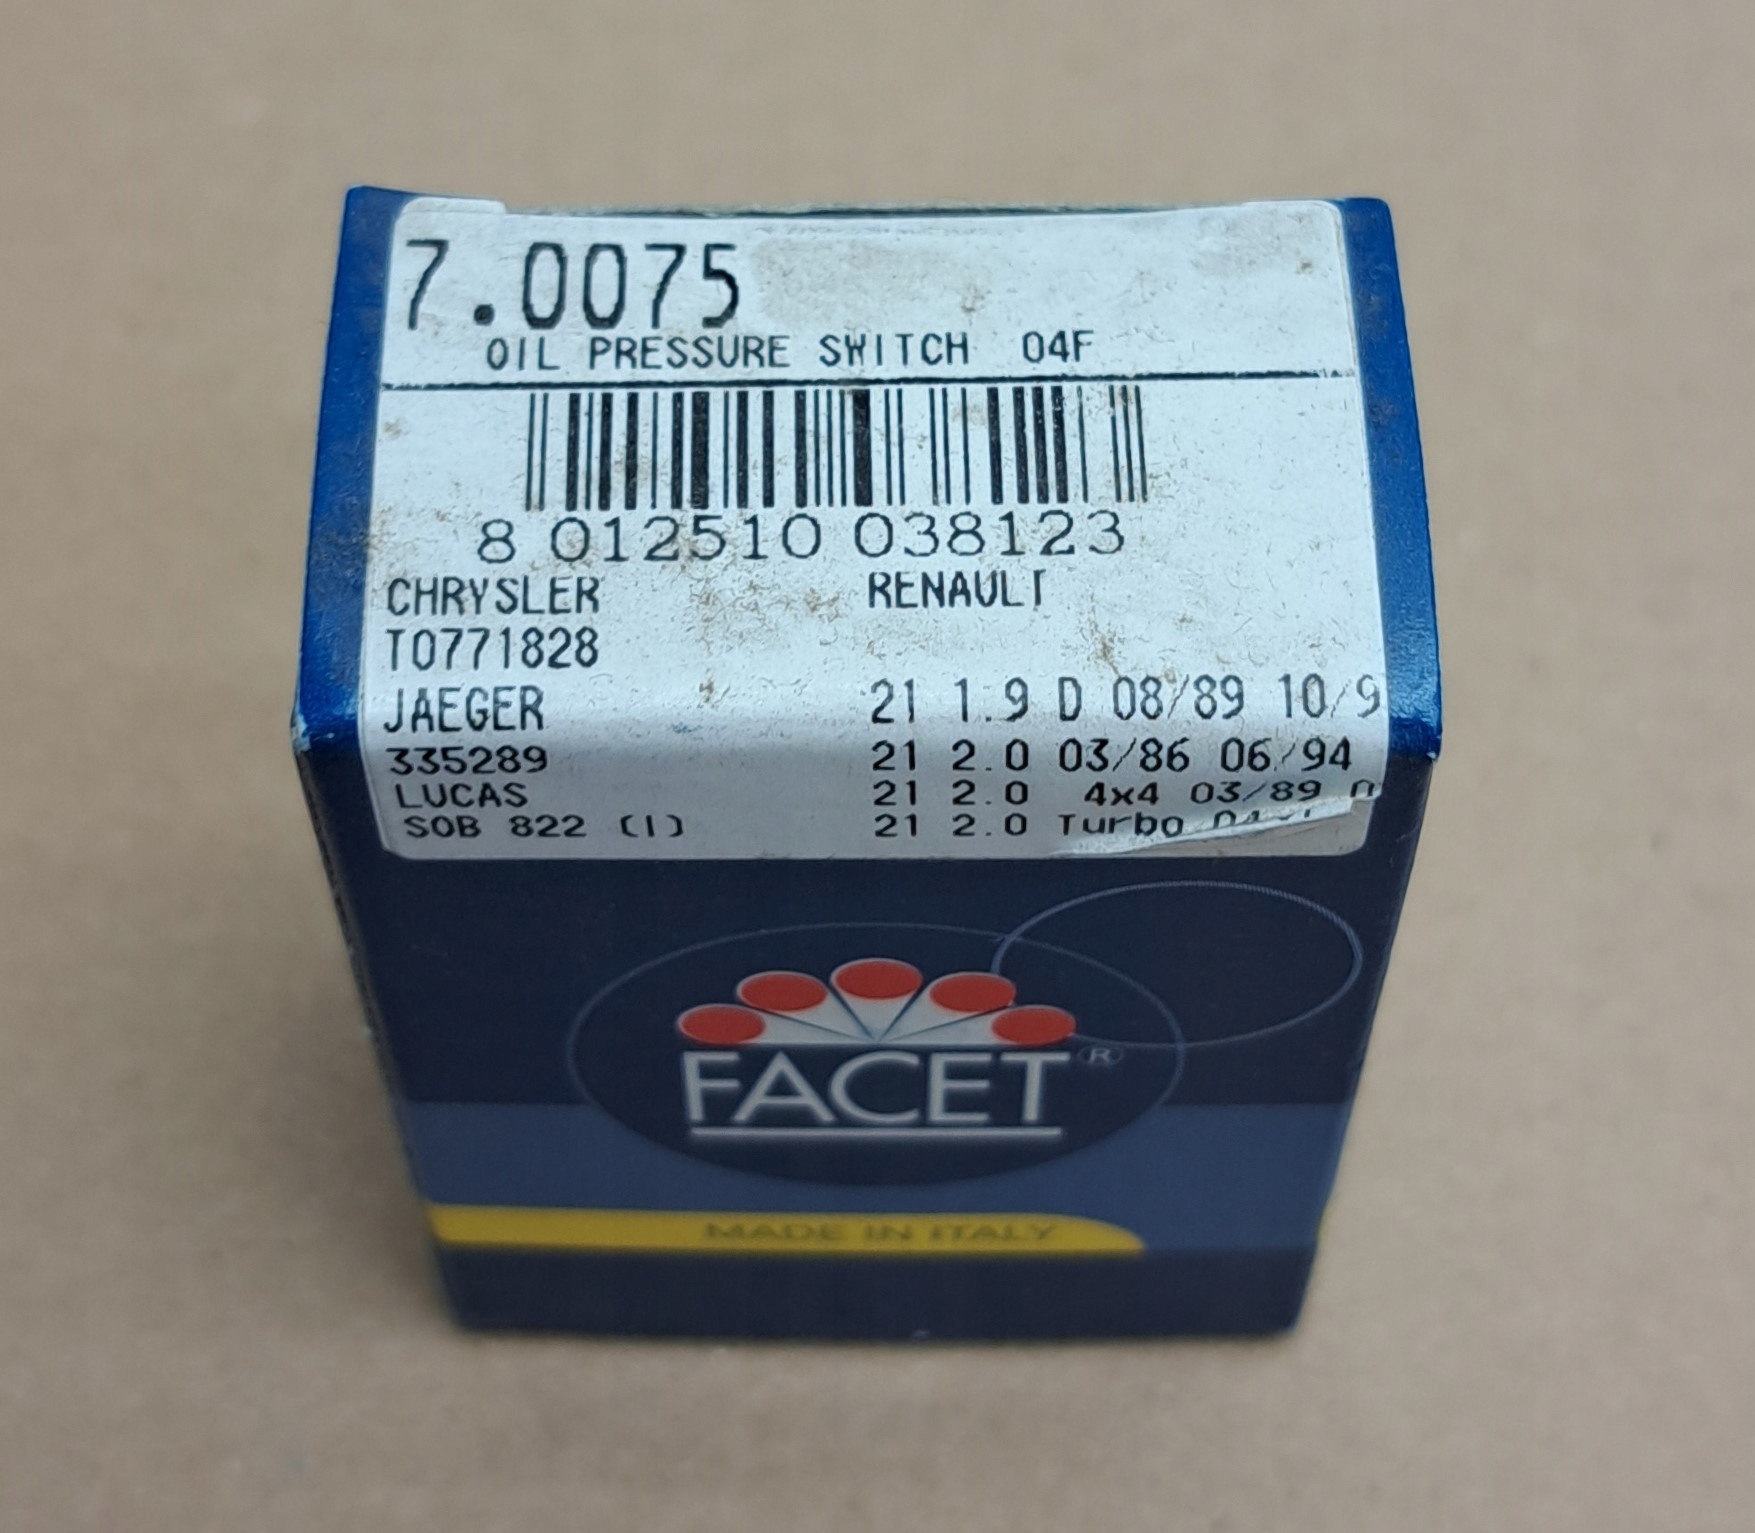 7.0075
OIL PRESSURE SWITCH 04F
8 012510 038123
CHRYSLER RENAULT
T0771828
JAEGER 21 1.9 D 08/89 10/9
335289 21 2.0 03/86 06/94
LUCAS 21 2.0 4x4 03/89
SOB 822 (I) 21 2.0 Turbo
FACET®
MADE IN ITALY